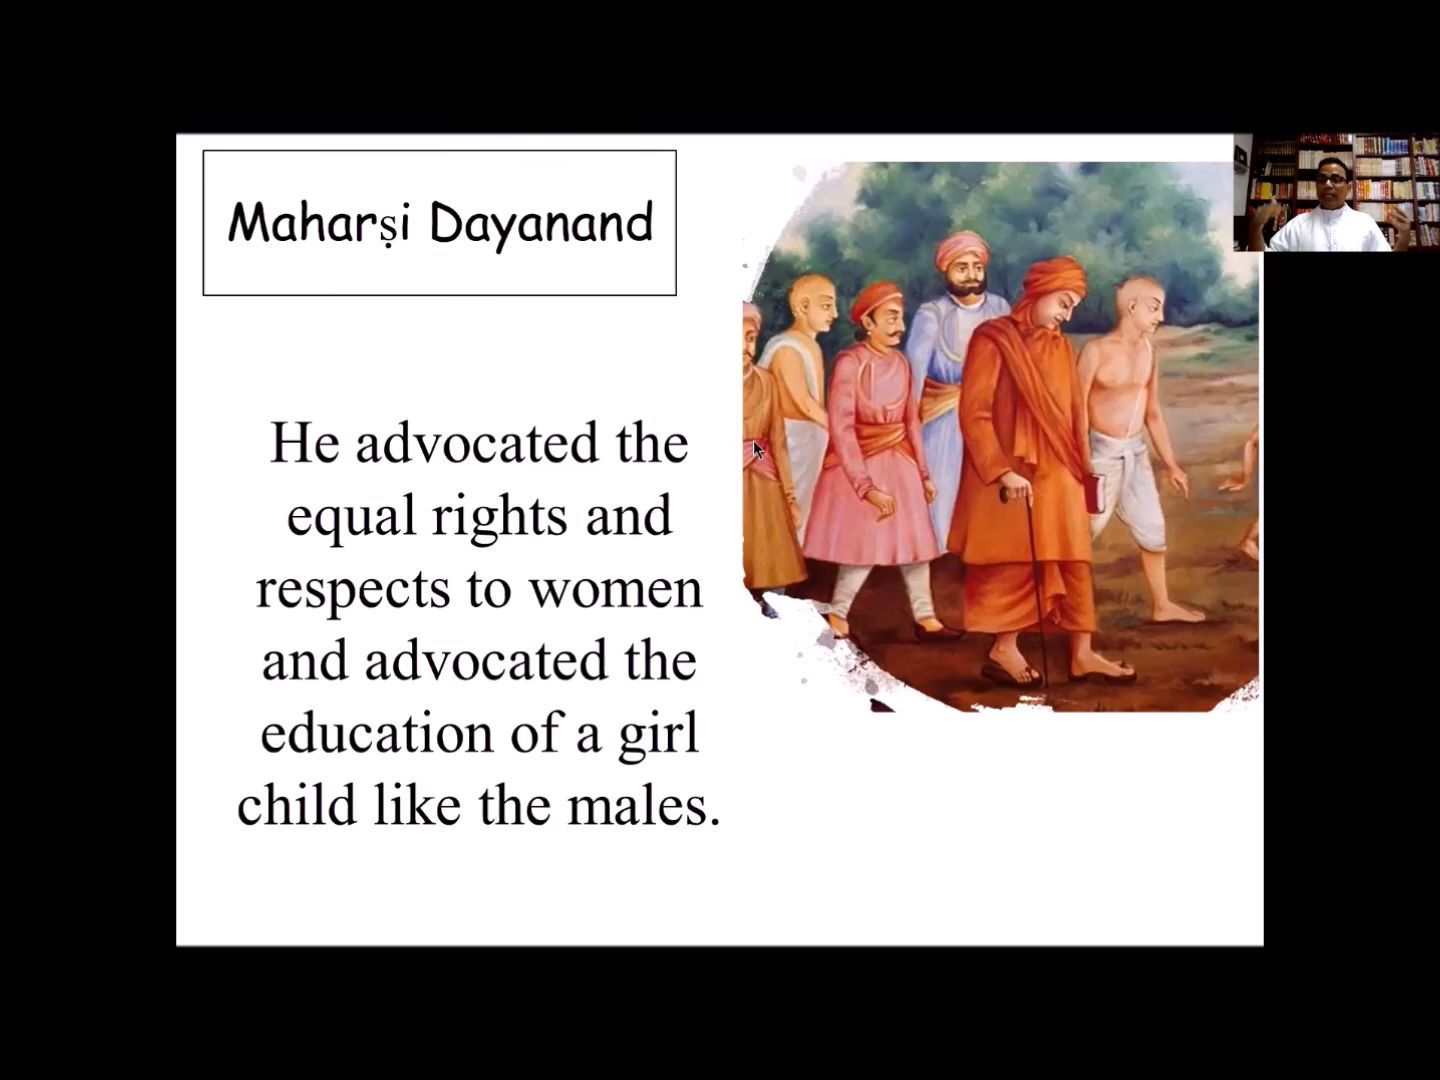 Maharṣi Dayanand
He advocated the
equal rights and
respects to women
and advocated the
education of a girl
child like the males.